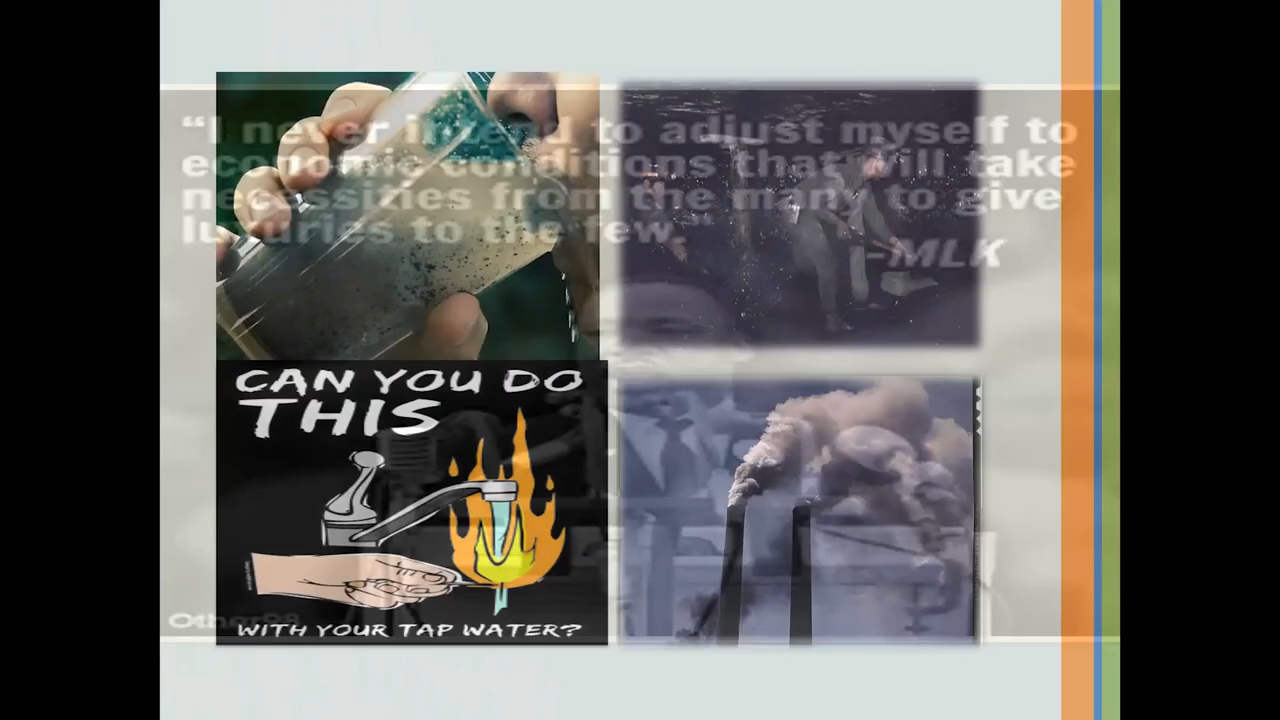 “I never intend to adjust myself to
economic conditions that will take
necessities from the many to give
luxuries to the few.”
-MLK
CAN YOU DO
THIS
WITH YOUR TAP WATER?